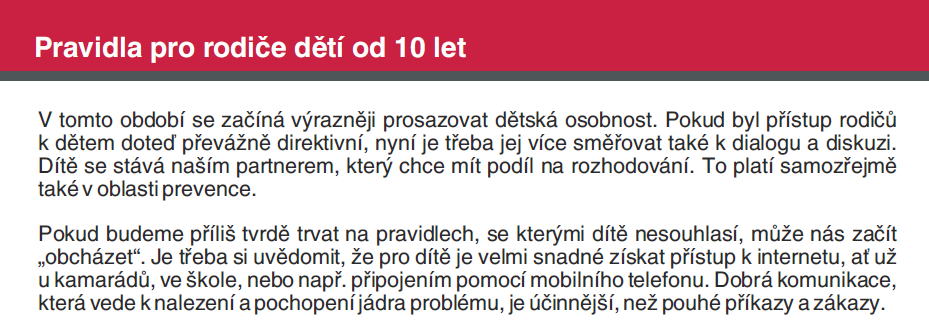 Pravidla pro rodiče dětí od 10 let
V tomto období se začíná výrazněji prosazovat dětská osobnost. Pokud byl přístup rodičů
k dětem doteď převážně direktivní, nyní je třeba jej více směřovat také k dialogu a diskuzi.
Dítě se stává naším partnerem, který chce mít podíl na rozhodování. To platí samozřejmě
také v oblasti prevence.
Pokud budeme příliš tvrdě trvat na pravidlech, se kterými dítě nesouhlasí, může nás začít
„obcházet“. Je třeba si uvědomit, že pro dítě je velmi snadné získat přístup k internetu, ať už
u kamarádů, ve škole, nebo např. připojením pomocí mobilního telefonu. Dobrá komunikace,
která vede k nalezení a pochopení jádra problému, je účinnější, než pouhé příkazy a zákazy.